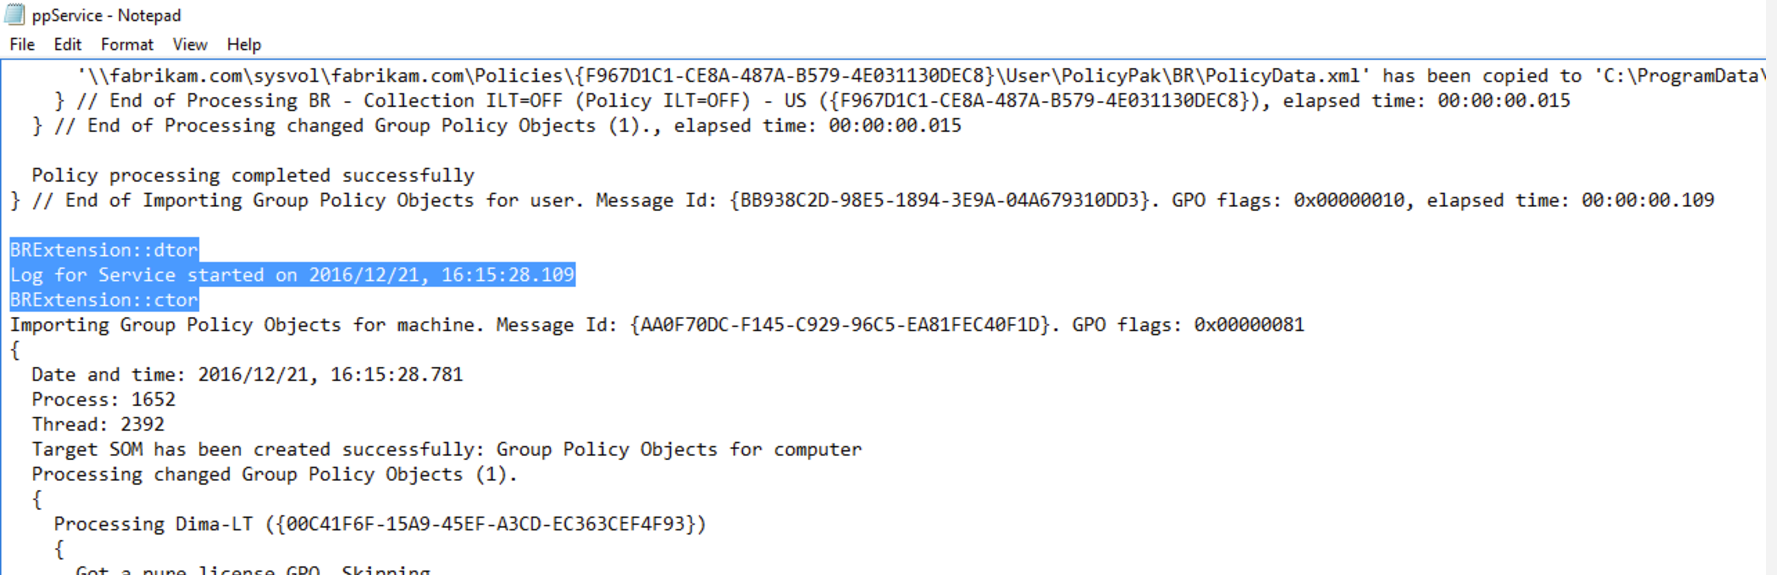 ppService - Notepad
File Edit Format View Help
'\\fabrikam.com\sysvol\fabrikam.com\Policies\{F967D1C1-CE8A-487A-B579-4E031130DEC8}\User\PolicyPak\BR\PolicyData.xml' has been copied to 'C:\ProgramData\
} // End of Processing BR - Collection ILT=OFF (Policy ILT=OFF) - US ({F967D1C1-CE8A-487A-B579-4E031130DEC8}), elapsed time: 00:00:00.015
} // End of Processing changed Group Policy Objects (1)., elapsed time: 00:00:00.015
Policy processing completed successfully
} // End of Importing Group Policy Objects for user. Message Id: {BB938C2D-98E5-1894-3E9A-04A679310DD3}. GPO flags: 0x00000010, elapsed time: 00:00:00.109
BRExtension::dtor
Log for Service started on 2016/12/21, 16:15:28.109
BRExtension::ctor
Importing Group Policy Objects for machine. Message Id: {AA0F70DC-F145-C929-96C5-EA81FEC40F1D}. GPO flags: 0x00000081
{
Date and time: 2016/12/21, 16:15:28.781
Process: 1652
Thread: 2392
Target SOM has been created successfully: Group Policy Objects for computer
Processing changed Group Policy Objects (1).
{
Processing Dima-LT ({00C41F6F-15A9-45EF-A3CD-EC363CEF4F93})
{
Got a pure license GPO. Skipping